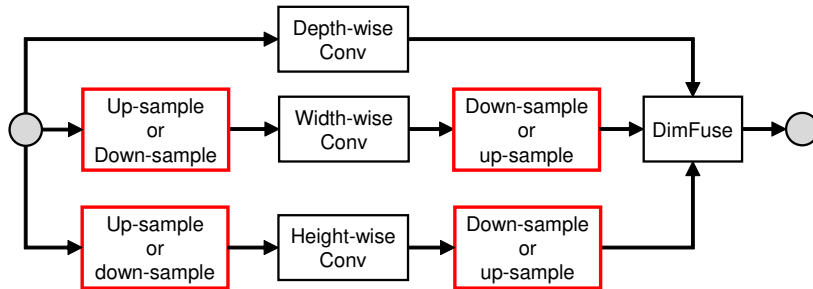 Depth-wise
Conv
Up-sample
or
Down-sample
Width-wise
Conv
Down-sample
or
up-sample
DimFuse
Up-sample
or
down-sample
Height-wise
Conv
Down-sample
or
up-sample